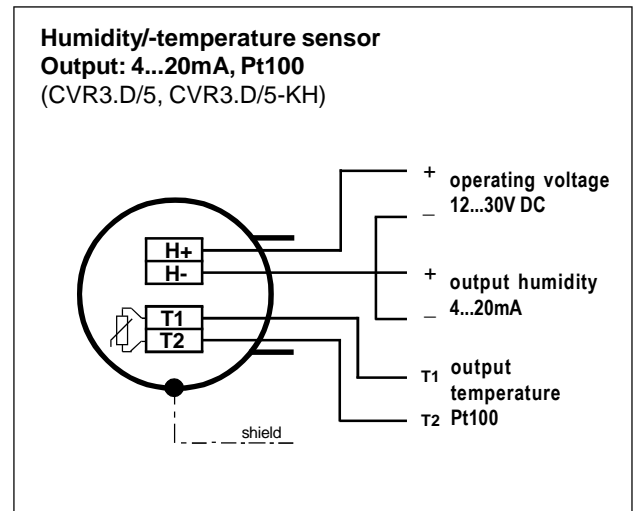 Humidity/-temperature sensor
Output: 4...20mA, Pt100
(CVR3.D/5, CVR3.D/5-KH)
+ operating voltage
– 12...30V DC
H+
H-
+ output humidity
– 4...20mA
T1
T2
T1 output
temperature
T2 Pt100
shield